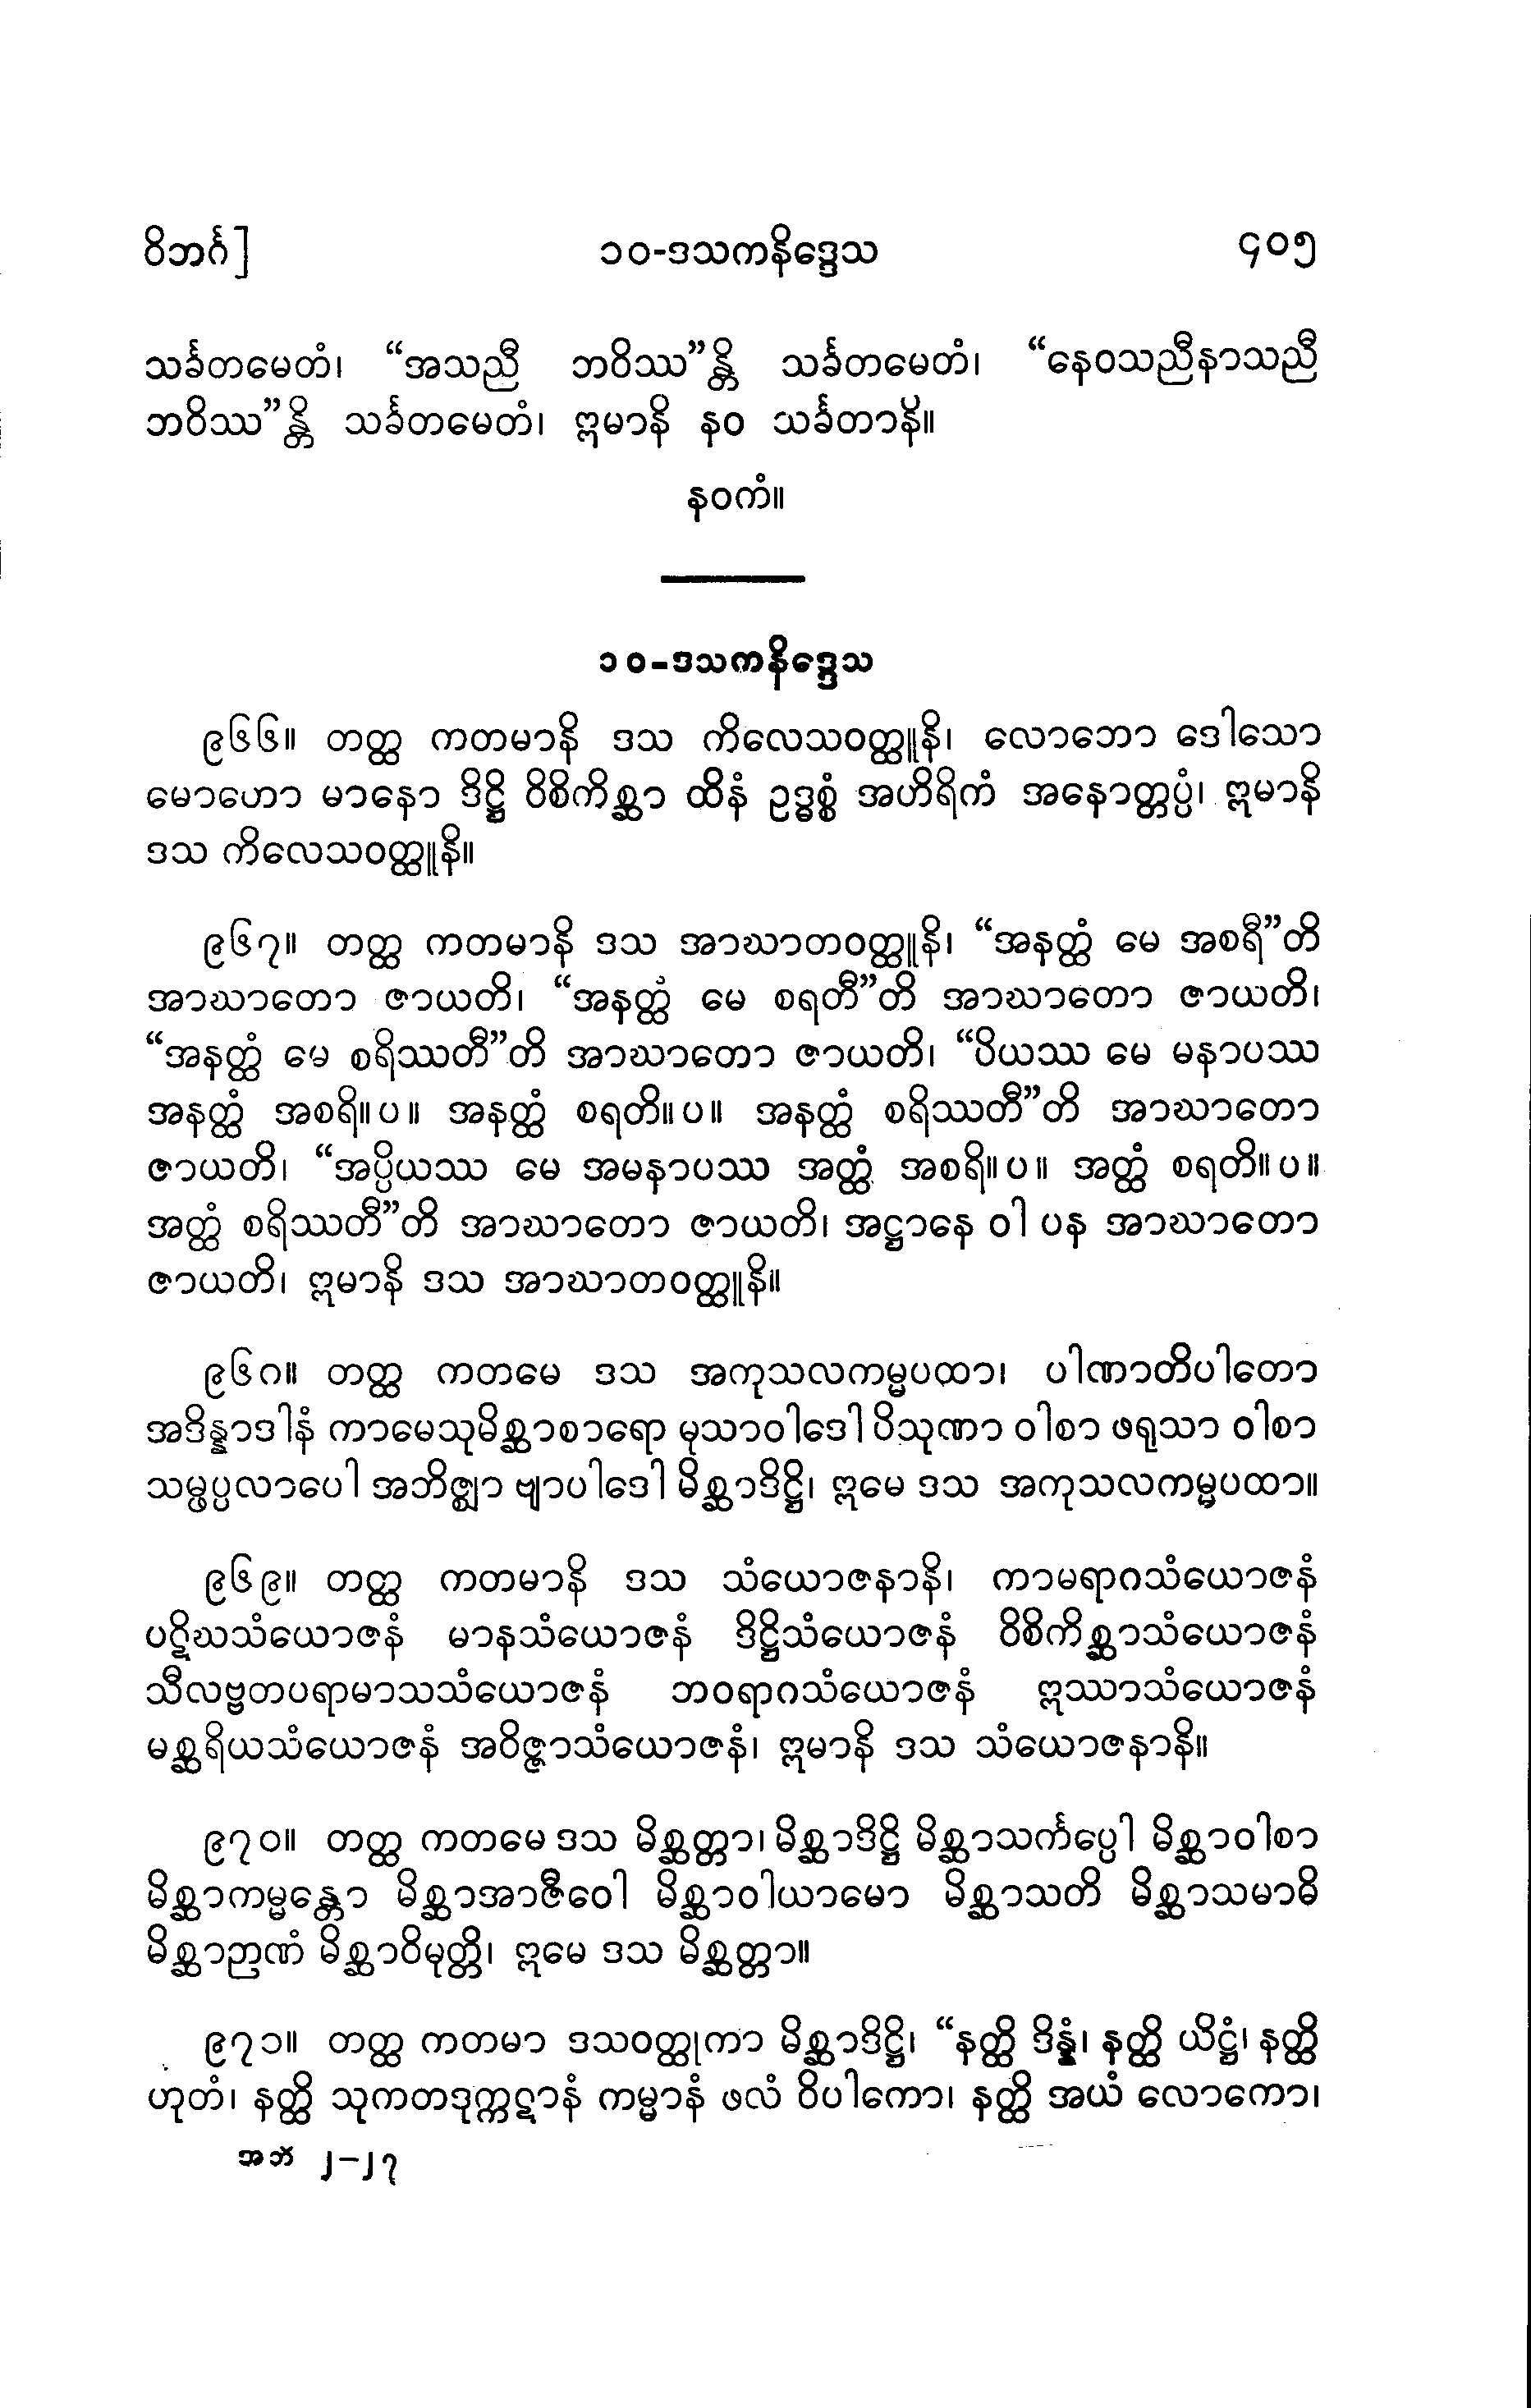 ဝိဘင်္ဂ]	၁၀-ဒသကနိဒ္ဒေသ	၄၀၅
သင်္ခတမေတံ၊ “အသညီ ဘဝိဿ”န္တိ သင်္ခတမေတံ၊ “နေဝသညီနာသညီ
ဘဝိဿ”န္တိ သင်္ခတမေတံ၊ ဣမာနိ နဝ သင်္ခတာနိ။
နဝကံ။
၁၀-ဒသကနိဒ္ဒေသ
၉၆၆။ တတ္ထ ကတမာနိ ဒသ ကိလေသဝတ္ထူနိ၊ လောဘော ဒေါသော
မောဟော မာနော ဒိဋ္ဌိ ဝိစိကိစ္ဆာ ထိနံ ဥဒ္ဓစ္စံ အဟိရိကံ အနောတ္တပ္ပံ၊ ဣမာနိ
ဒသ ကိလေသဝတ္ထူနိ။
၉၆၇။ တတ္ထ ကတမာနိ ဒသ အာဃာတဝတ္ထူနိ၊ “အနတ္ထံ မေ အစရီ”တိ
အာဃာတော ဇာယတိ၊ “အနတ္ထံ မေ စရတီ”တိ အာဃာတော ဇာယတိ၊
“အနတ္ထံ မေ စရိဿတီ”တိ အာဃာတော ဇာယတိ၊ “ပိယဿ မေ မနာပဿ
အနတ္ထံ အစရိ။ပ။ အနတ္ထံ စရတိ။ပ။ အနတ္ထံ စရိဿတီ”တိ အာဃာတော
ဇာယတိ၊ “အပ္ပိယဿ မေ အမနာပဿ အတ္ထံ အစရိ။ပ။ အတ္ထံ စရတိ။ပ။
အတ္ထံ စရိဿတီ”တိ အာဃာတော ဇာယတိ၊ အဋ္ဌာနေ ဝါ ပန အာဃာတော
ဇာယတိ၊ ဣမာနိ ဒသ အာဃာတဝတ္ထူနိ။
၉၆၈။ တတ္ထ ကတမေ ဒသ အကုသလကမ္မပထာ၊ ပါဏာတိပါတော
အဒိန္နာဒါနံ ကာမေသုမိစ္ဆာစာရော မုသာဝါဒေါ ပိသုဏာ ဝါစာ ဖရုသာ ဝါစာ
သမ္ဖပ္ပလာပေါ အဘိဇ္ဈာ ဗျာပါဒေါ မိစ္ဆာဒိဋ္ဌိ၊ ဣမေ ဒသ အကုသလကမ္မပထာ။
၉၆၉။ တတ္ထ ကတမာနိ ဒသ သံယောဇနာနိ၊ ကာမရာဂသံယောဇနံ
ပဋိဃသံယောဇနံ မာနသံယောဇနံ ဒိဋ္ဌိသံယောဇနံ ဝိစိကိစ္ဆာသံယောဇနံ
သီလဗ္ဗတပရာမာသသံယောဇနံ ဘဝရာဂသံယောဇနံ ဣဿာသံယောဇနံ
မစ္ဆရိယသံယောဇနံ အဝိဇ္ဇာသံယောဇနံ၊ ဣမာနိ ဒသ သံယောဇနာနိ။
၉၇၀။ တတ္ထ ကတမေ ဒသ မိစ္ဆတ္တာ၊ မိစ္ဆာဒိဋ္ဌိ မိစ္ဆာသင်္ကပ္ပေါ မိစ္ဆာဝါစာ
မိစ္ဆာကမ္မန္တော မိစ္ဆာအာဇီဝေါ မိစ္ဆာဝါယာမော မိစ္ဆာသတိ မိစ္ဆာသမာဓိ
မိစ္ဆာဉာဏံ မိစ္ဆာဝိမုတ္တိ၊ ဣမေ ဒသ မိစ္ဆတ္တာ။
၉၇၁။ တတ္ထ ကတမာ ဒသဝတ္ထုကာ မိစ္ဆာဒိဋ္ဌိ၊ “နတ္ထိ ဒိန္နံ၊ နတ္ထိ ယိဋ္ဌံ၊ နတ္ထိ
ဟုတံ၊ နတ္ထိ သုကတဒုက္ကဋာနံ ကမ္မာနံ ဖလံ ဝိပါကော၊ နတ္ထိ အယံ လောကော၊
အဘိ ၂-၂၇